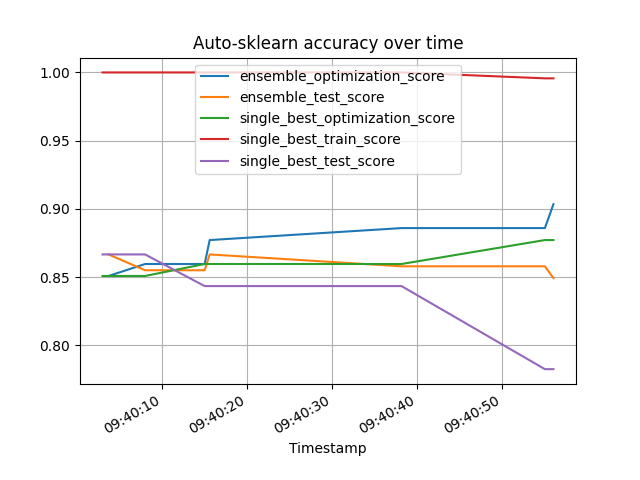 Auto-sklearn accuracy over time
1.00
0.95
0.90
0.85
0.80
ensemble_optimization_score
ensemble_test_score
single_best_optimization_score
single_best_train_score
single_best_test_score
09:40:10
09:40:20
09:40:30
09:40:40
09:40:50
Timestamp